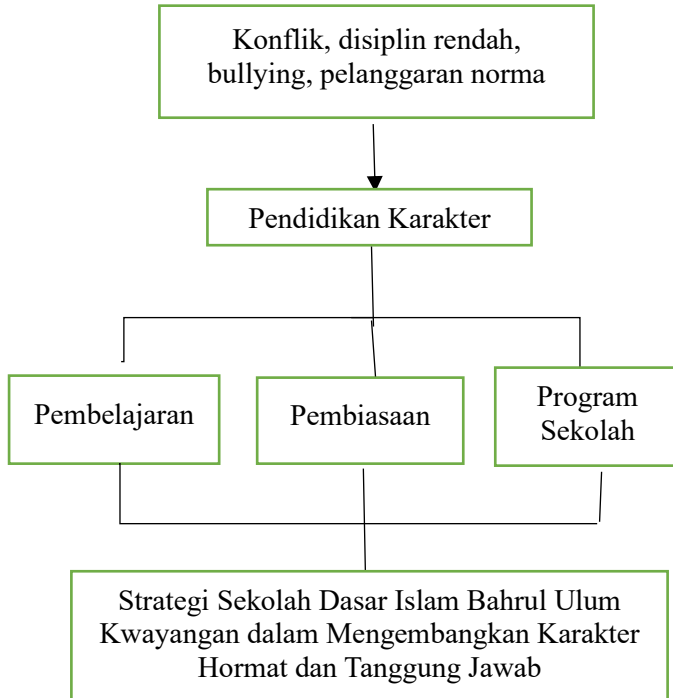 Konflik, disiplin rendah,
bullying, pelanggaran norma
Pendidikan Karakter
Pembelajaran
Pembiasaan
Program
Sekolah
Strategi Sekolah Dasar Islam Bahrul Ulum
Kwayangan dalam Mengembangkan Karakter
Hormat dan Tanggung Jawab